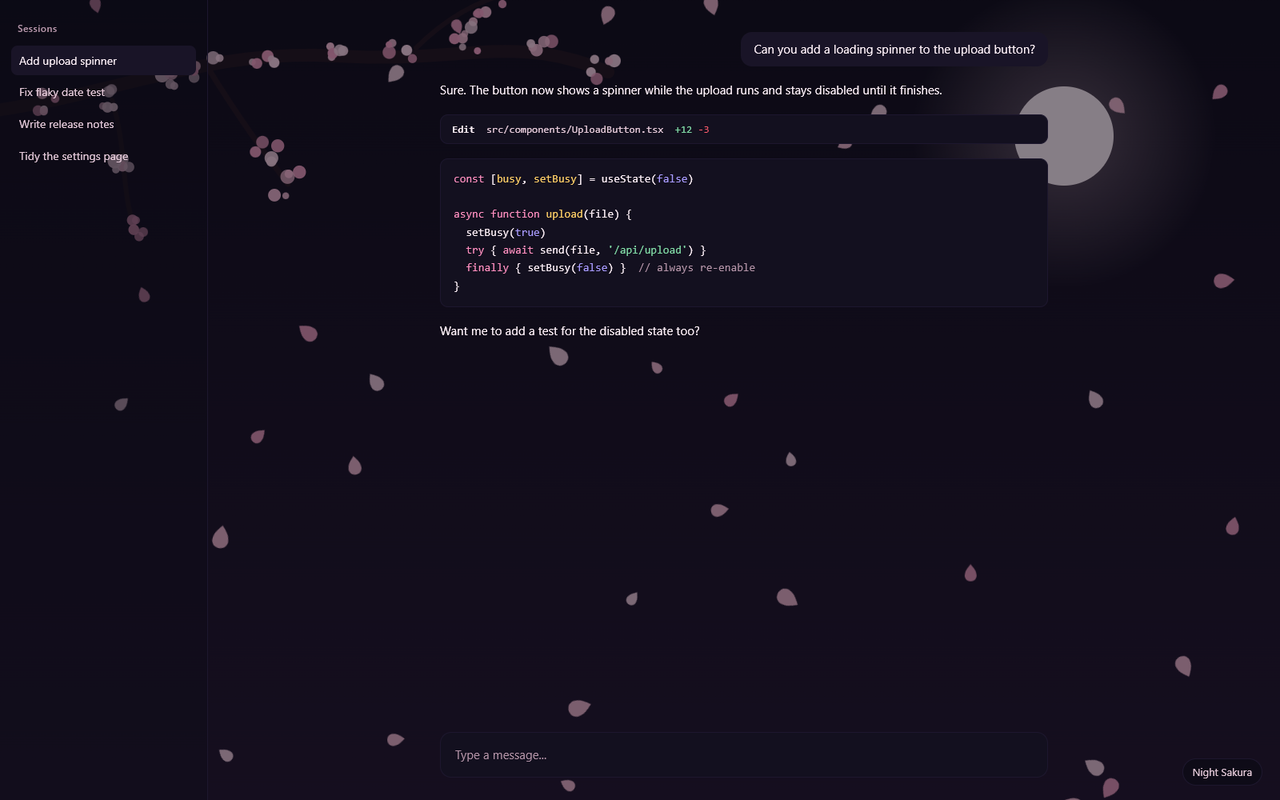 Sessions
Add upload spinner
Fix flaky date test
Write release notes
Tidy the settings page
Can you add a loading spinner to the upload button?
Sure. The button now shows a spinner while the upload runs and stays disabled until it finishes.
Edit src/components/UploadButton.tsx +12 -3
const [busy, setBusy] = useState(false)
async function upload(file) {
setBusy(true)
try { await send(file, '/api/upload') }
finally { setBusy(false) } // always re-enable
}
Want me to add a test for the disabled state too?
Type a message...
Night Sakura